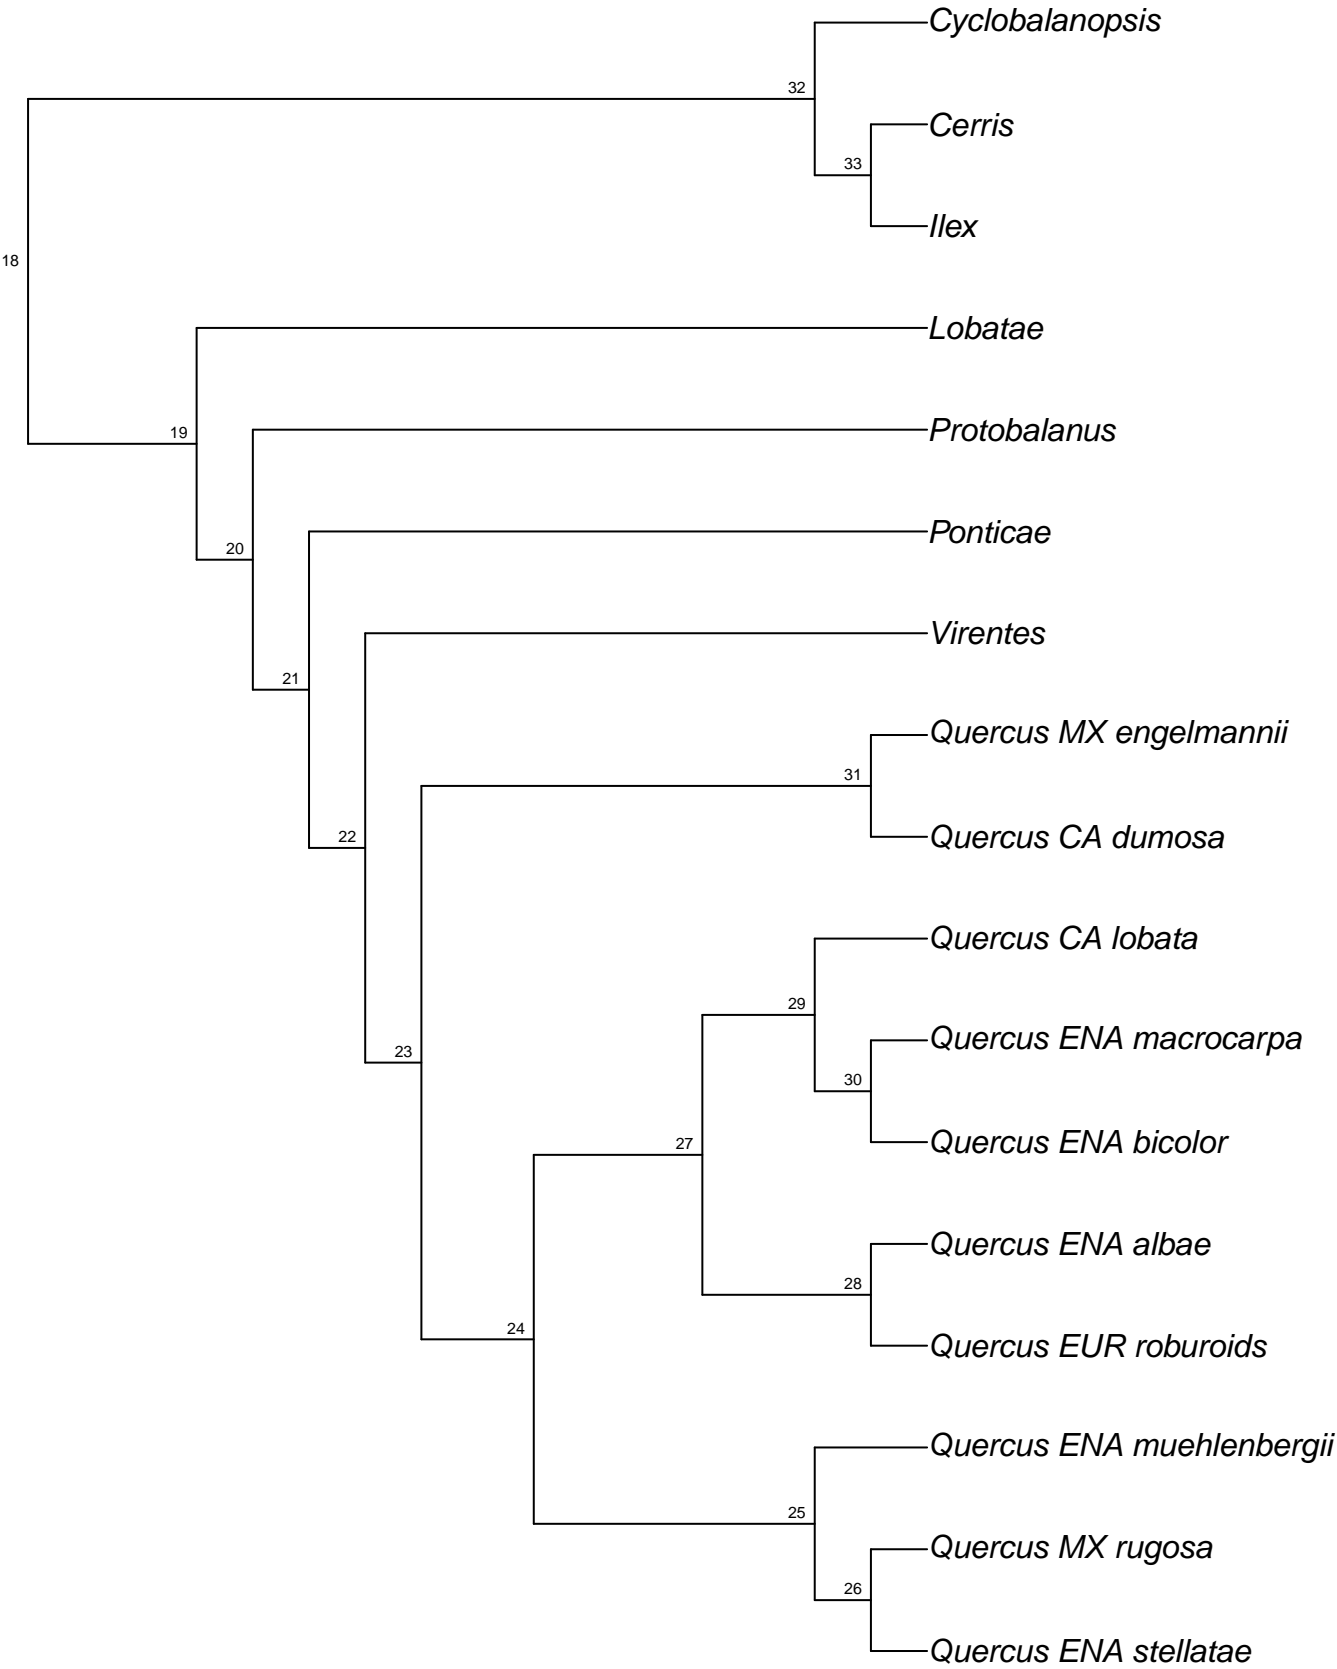 Cyclobalanopsis
32
Cerris
33
Ilex
18
Lobatae
19
Protobalanus
20
Ponticae
Virentes
21
Quercus MX engelmannii
31
22
Quercus CA dumosa
Quercus CA lobata
29
Quercus ENA macrocarpa
23
30
Quercus ENA bicolor
27
Quercus ENA albae
28
24
Quercus EUR roburoids
Quercus ENA muehlenbergii
25
Quercus MX rugosa
26
Quercus ENA stellatae